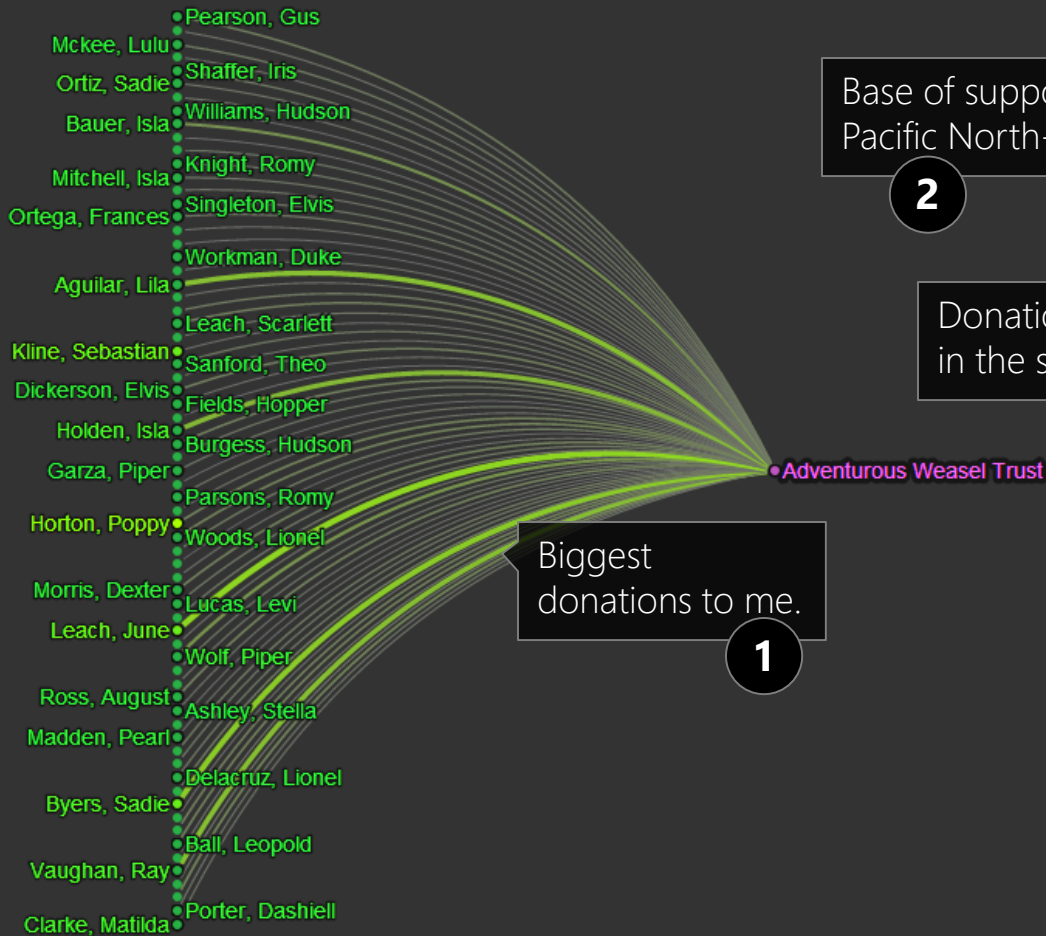 Pearson, Gus
Mckee, Lulu
Shaffer, Iris
Ortiz, Sadie
Williams, Hudson
Bauer, Isla
Knight, Romy
Mitchell, Isla
Singleton, Elvis
Ortega, Frances
Workman, Duke
Aguilar, Lila
Leach, Scarlett
Kline, Sebastian
Sanford, Theo
Dickerson, Elvis
Fields, Hopper
Holden, Isla
Burgess, Hudson
Garza, Piper
Parsons, Romy
Horton, Poppy
Woods, Lionel
Morris, Dexter
Lucas, Levi
Leach, June
Wolf, Piper
Ross, August
Ashley, Stella
Madden, Pearl
Delacruz, Lionel
Byers, Sadie
Ball, Leopold
Vaughan, Ray
Porter, Dashiell
Clarke, Matilda
Adventurous Weasel Trust
Biggest
donations to me.
1
Base of suppo
Pacific North-
2
Donatio
in the s